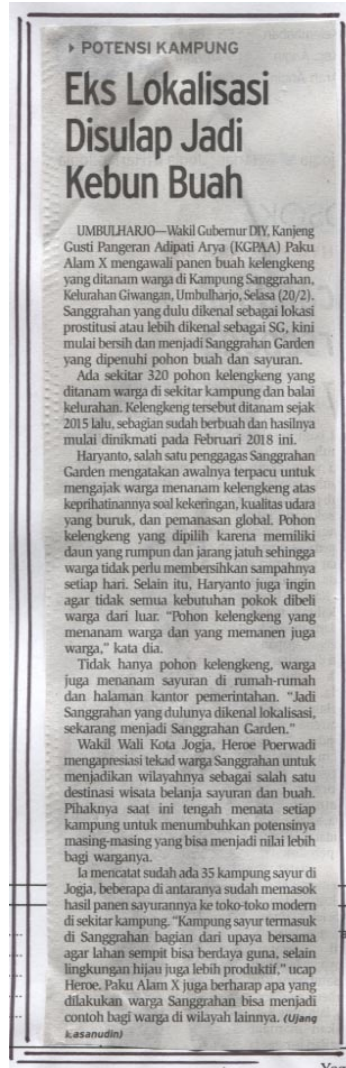 POTENSI KAMPUNG
Eks Lokalisasi
Disulap Jadi
Kebun Buah
UMBULHARJO—Wakil Gubernur DIY, Kanjeng
Gusti Pangeran Adipati Arya (KGPAA) Paku
Alam X mengawali panen buah kelengkeng
yang ditanam warga di Kampung Sanggrahan,
Kelurahan Giwangan, Umbulharjo, Selasa (20/2).
Sanggrahan yang dulu dikenal sebagai lokasi
prostitusi atau lebih dikenal sebagai SG, kini
mulai bersih dan menjadi Sanggrahan Garden
yang dipenuhi pohon buah dan sayuran.
Ada sekitar 320 pohon kelengkeng yang
ditanam warga di sekitar kampung dan balai
kelurahan. Kelengkeng tersebut ditanam sejak
2015 lalu, sebagian sudah berbuah dan hasilnya
mulai dinikmati pada Februari 2018 ini.
Haryanto, salah satu penggagas Sanggrahan
Garden mengatakan awalnya terpacu untuk
mengajak warga menanam kelengkeng atas
keprihatinannya soal kekeringan, kualitas udara
yang buruk, dan pemanasan global. Pohon
kelengkeng yang dipilih karena memiliki
daun yang rumpun dan jarang jatuh sehingga
warga tidak perlu membersihkan sampahnya
setiap hari. Selain itu, Haryanto juga ingin
agar tidak semua kebutuhan pokok dibeli
warga dari luar. “Pohon kelengkeng yang
menanam warga dan yang memanen juga
warga,” kata dia.
Tidak hanya pohon kelengkeng, warga
juga menanam sayuran di rumah-rumah
dan halaman kantor pemerintahan. “Jadi
Sanggrahan yang dulunya dikenal lokalisasi,
sekarang menjadi Sanggrahan Garden.”
Wakil Wali Kota Jogja, Heroe Poerwadi
mengapresiasi tekad warga Sanggrahan untuk
menjadikan wilayahnya sebagai salah satu
destinasi wisata belanja sayuran dan buah.
Pihaknya saat ini tengah menata setiap
kampung untuk menumbuhkan potensinya
masing-masing yang bisa menjadi nilai lebih
bagi warganya.
Ia mencatat sudah ada 35 kampung sayur di
Jogja, beberapa di antaranya sudah memasok
hasil panen sayurannya ke toko-toko modern
di sekitar kampung. “Kampung sayur termasuk
di Sanggrahan bagian dari upaya bersama
agar lahan sempit bisa berdaya guna, selain
lingkungan hijau juga lebih produktif,” ucap
Heroe. Paku Alam X juga berharap apa yang
dilakukan warga Sanggrahan bisa menjadi
contoh bagi warga di wilayah lainnya. (Ujang
Hasanudin)